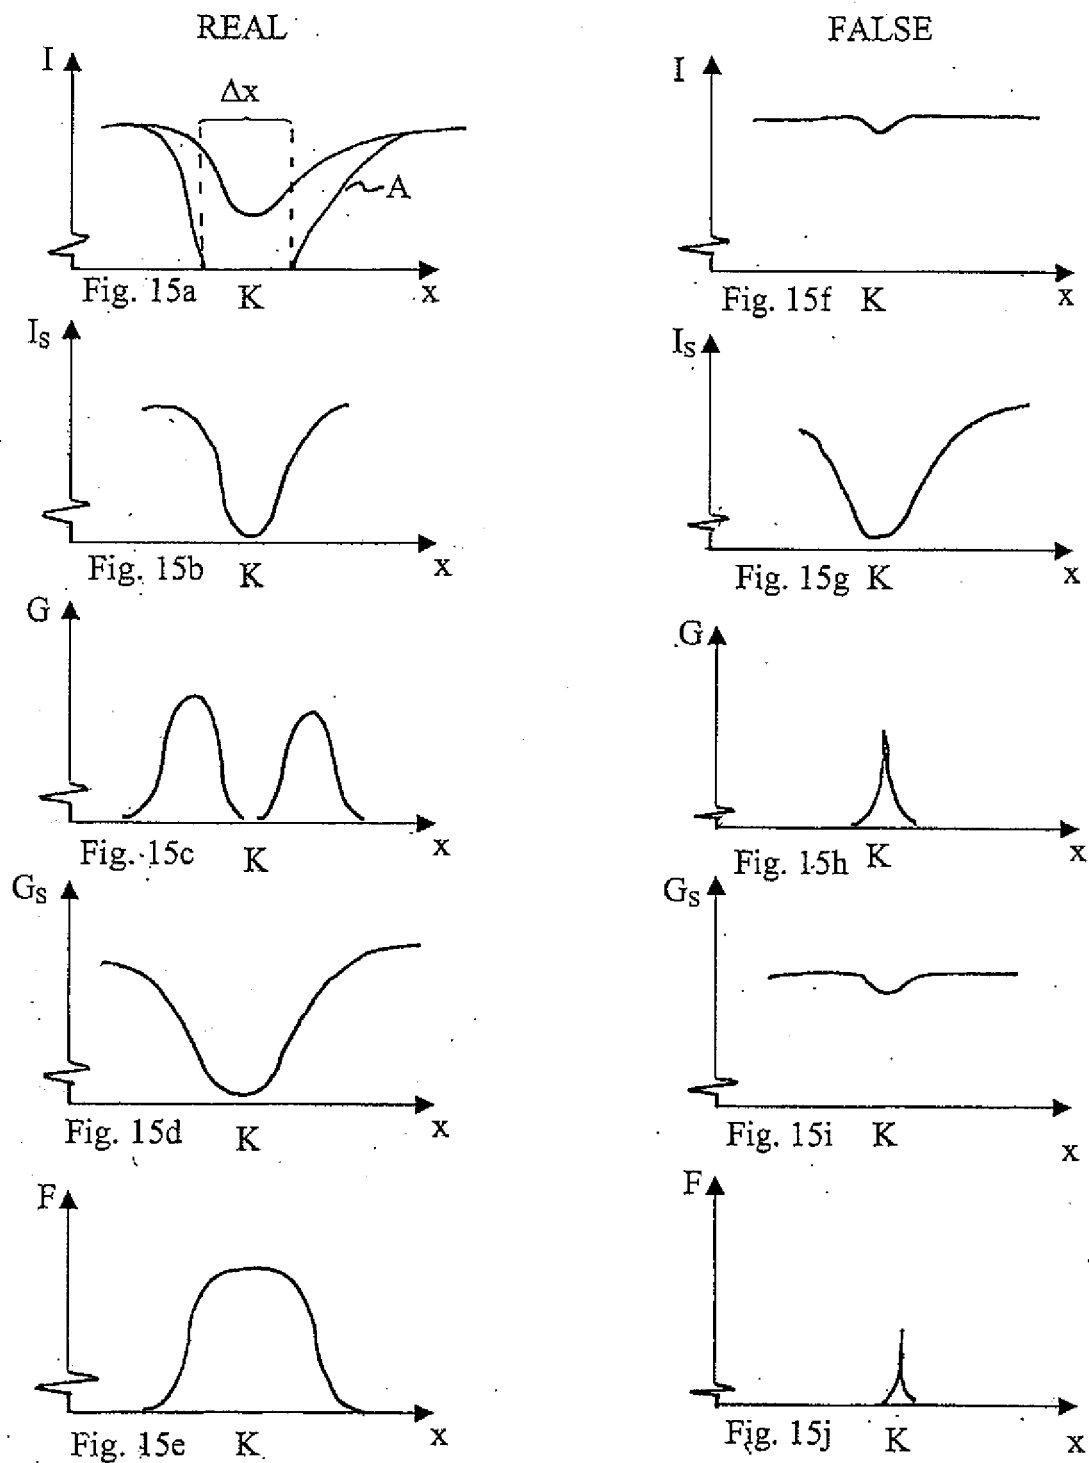 REAL
FALSE
I
Δx
A
Fig. 15a K x
I
Fig. 15f K x
Is
Fig. 15b K x
Is
Fig. 15g K x
G
Fig. 15c K x
G
Fig. 15h K x
Gs
Fig. 15d K x
Gs
Fig. 15i K x
F
Fig. 15e K x
F
Fig. 15j K x